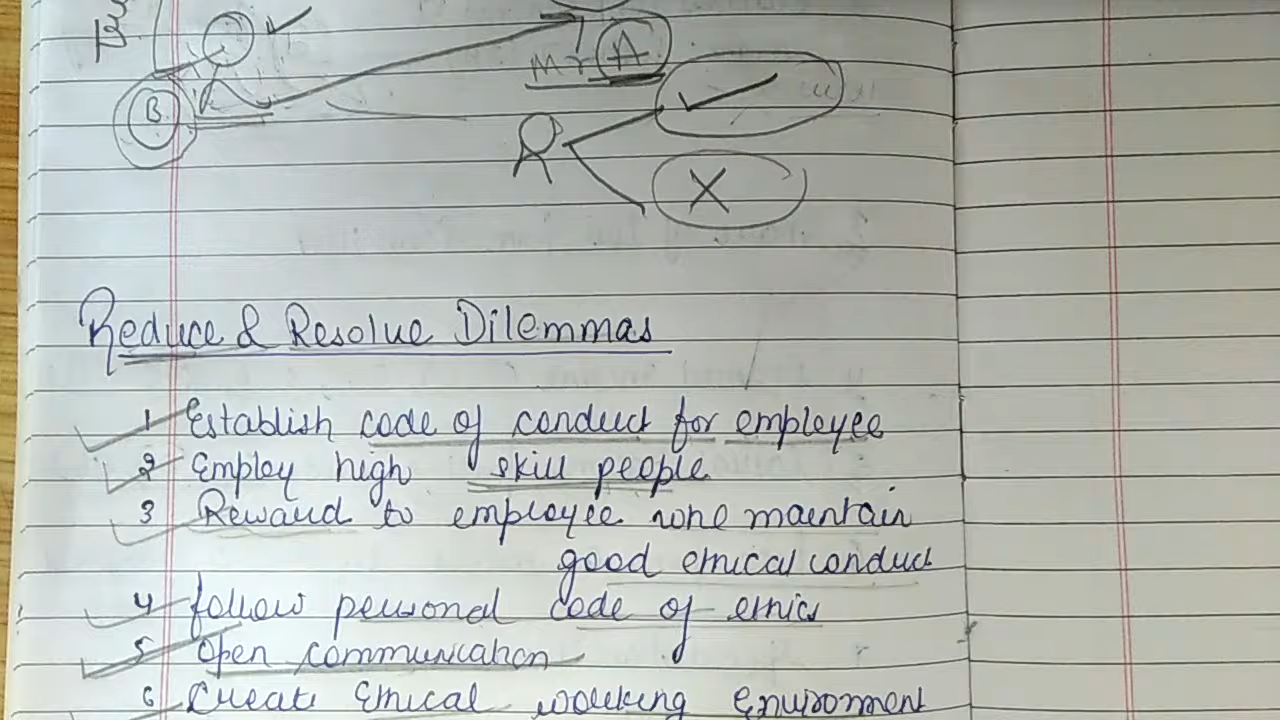 Tru
B
Mr A
Reduce & Resolve Dilemmas
1 Establish code of conduct for employee
2 Employ high skill people
3 Reward to employee who maintain
good ethical conduct
4 follow personal code of ethics
5 Open communication
6 Create Ethical working Enviroment